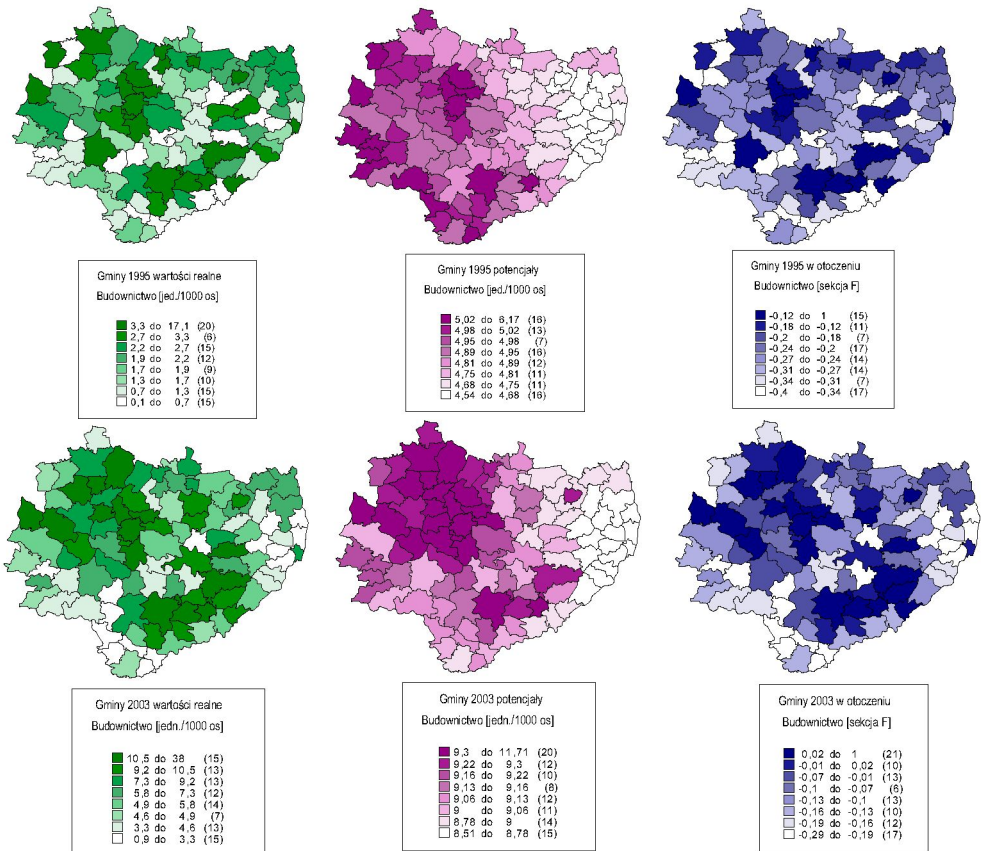 Gminy 1995 wartości realne
Budownictwo [jed./1000 os]
3,3 do 17,1 (20)
2,7 do 3,3 (6)
2,2 do 2,7 (15)
1,9 do 2,2 (12)
1,7 do 1,9 (9)
1,3 do 1,7 (10)
0,7 do 1,3 (15)
0,1 do 0,7 (15)
Gminy 1995 potencjały
Budownictwo [jed./1000 os]
5,02 do 6,17 (16)
4,98 do 5,02 (13)
4,95 do 4,98 (7)
4,89 do 4,95 (16)
4,81 do 4,89 (12)
4,75 do 4,81 (11)
4,68 do 4,75 (11)
4,54 do 4,68 (16)
Gminy 1995 w otoczeniu
Budownictwo [sekcja F]
-0,12 do 1 (15)
-0,18 do -0,12 (11)
-0,2 do -0,18 (7)
-0,24 do -0,2 (17)
-0,27 do -0,24 (14)
-0,31 do -0,27 (14)
-0,34 do -0,31 (7)
-0,4 do -0,34 (17)
Gminy 2003 wartości realne
Budownictwo [jedn./1000 os]
10,5 do 38 (15)
9,2 do 10,5 (13)
7,3 do 9,2 (13)
5,8 do 7,3 (12)
4,9 do 5,8 (14)
4,6 do 4,9 (7)
3,3 do 4,6 (13)
0,9 do 3,3 (15)
Gminy 2003 potencjały
Budownictwo [jedn./1000 os]
9,3 do 11,71 (20)
9,22 do 9,3 (12)
9,16 do 9,22 (10)
9,13 do 9,16 (8)
9,06 do 9,13 (12)
9 do 9,06 (11)
8,78 do 9 (14)
8,51 do 8,78 (15)
Gminy 2003 w otoczeniu
Budownictwo [sekcja F]
0,02 do 1 (21)
-0,01 do 0,02 (10)
-0,07 do -0,01 (13)
-0,1 do -0,07 (6)
-0,13 do -0,1 (13)
-0,16 do -0,13 (10)
-0,19 do -0,16 (12)
-0,29 do -0,19 (17)